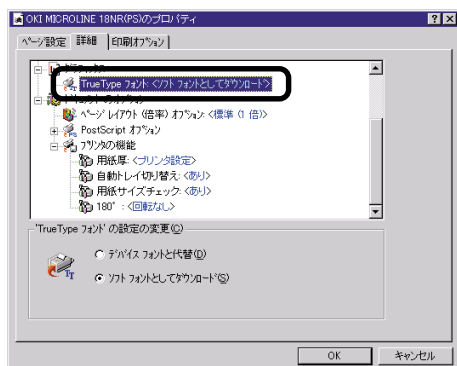 OKI MICROLINE 18NR(PS)のプロパティ
ページ設定 詳細 印刷オプション
TrueType フォント: <ソフト フォントとしてダウンロード>
ページ レイアウト (倍率) オプション: <標準 (1 倍)>
PostScript オプション
プリンタの機能
用紙厚: <プリンタ設定>
自動トレイ切り替え: <あり>
用紙サイズチェック: <あり>
180° : <回転なし>
'TrueType フォント' の設定の変更(C)
デバイス フォントと代替(D)
ソフト フォントとしてダウンロード(S)
OK キャンセル